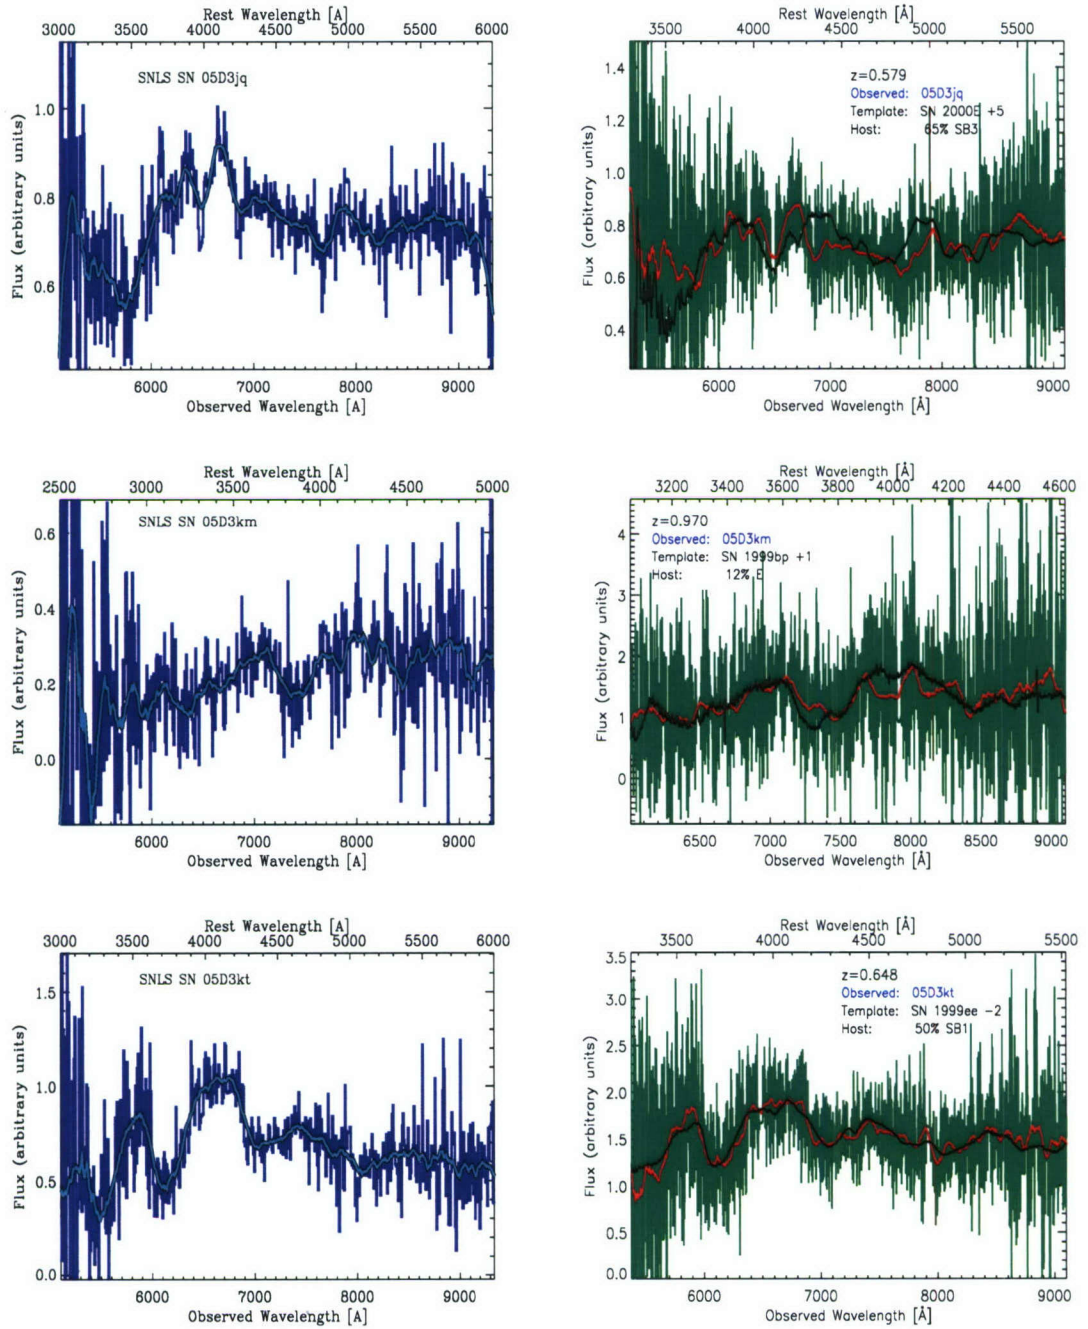 Rest Wavelength [A]
3000 3500 4000 4500 5000 5500 6000
SNLS SN 05D3jq
Flux (arbitrary units)
1.0
0.8
0.6
6000 7000 8000 9000
Observed Wavelength [A]
Rest Wavelength [Å]
3500 4000 4500 5000 5500
z=0.579
Observed: 05D3jq
Template: SN 2000E +5
Host: 65% SB3
Flux (arbitrary units)
1.4
1.2
1.0
0.8
0.6
0.4
6000 7000 8000 9000
Observed Wavelength [Å]
Rest Wavelength [A]
2500 3000 3500 4000 4500 5000
SNLS SN 05D3km
Flux (arbitrary units)
0.6
0.4
0.2
0.0
6000 7000 8000 9000
Observed Wavelength [A]
Rest Wavelength [Å]
3200 3400 3600 3800 4000 4200 4400 4600
z=0.970
Observed: 05D3km
Template: SN 1999bp +1
Host: 12% E
Flux (arbitrary units)
4
3
2
1
0
6500 7000 7500 8000 8500 9000
Observed Wavelength [Å]
Rest Wavelength [A]
3000 3500 4000 4500 5000 5500 6000
SNLS SN 05D3kt
Flux (arbitrary units)
1.5
1.0
0.5
0.0
6000 7000 8000 9000
Observed Wavelength [A]
Rest Wavelength [Å]
3500 4000 4500 5000 5500
z=0.648
Observed: 05D3kt
Template: SN 1999ee −2
Host: 50% SB1
Flux (arbitrary units)
3.5
3.0
2.5
2.0
1.5
1.0
0.5
0.0
6000 7000 8000 9000
Observed Wavelength [Å]